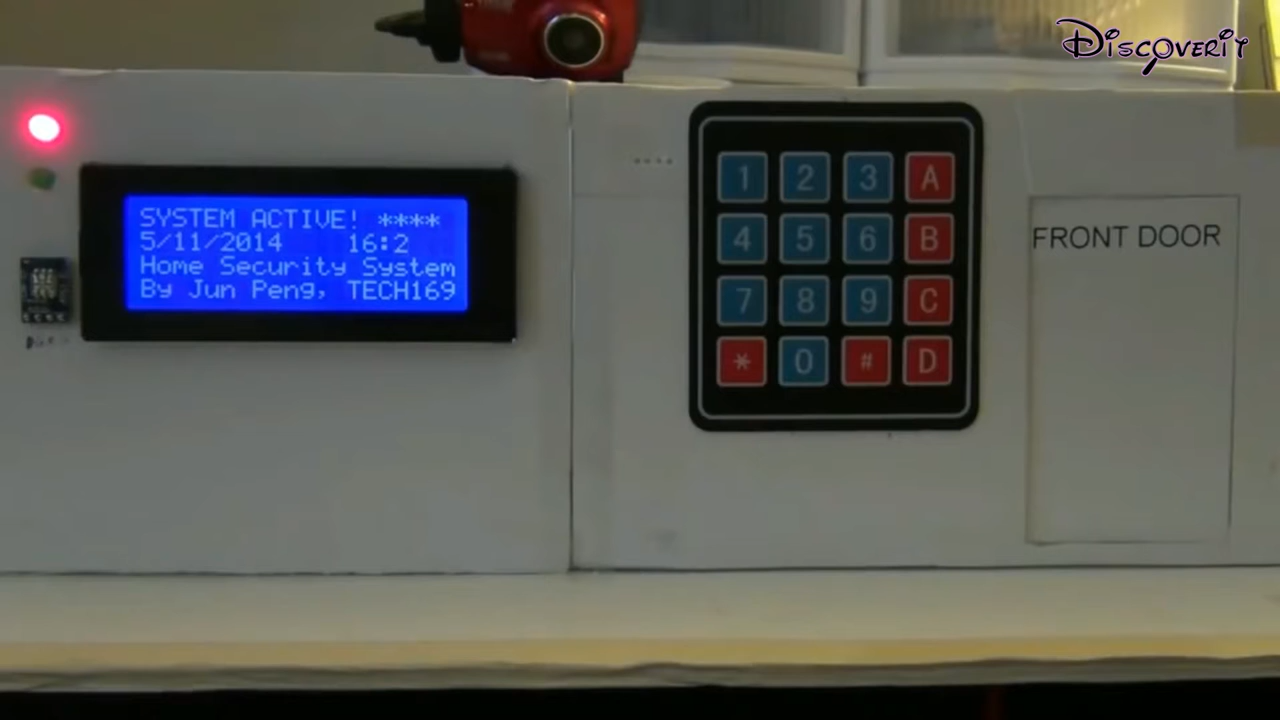 Discoverit
SYSTEM ACTIVE! ****
5/11/2014 16:2
Home Security System
By Jun Peng, TECH169
1 2 3 A
4 5 6 B
7 8 9 C
* 0 # D
FRONT DOOR